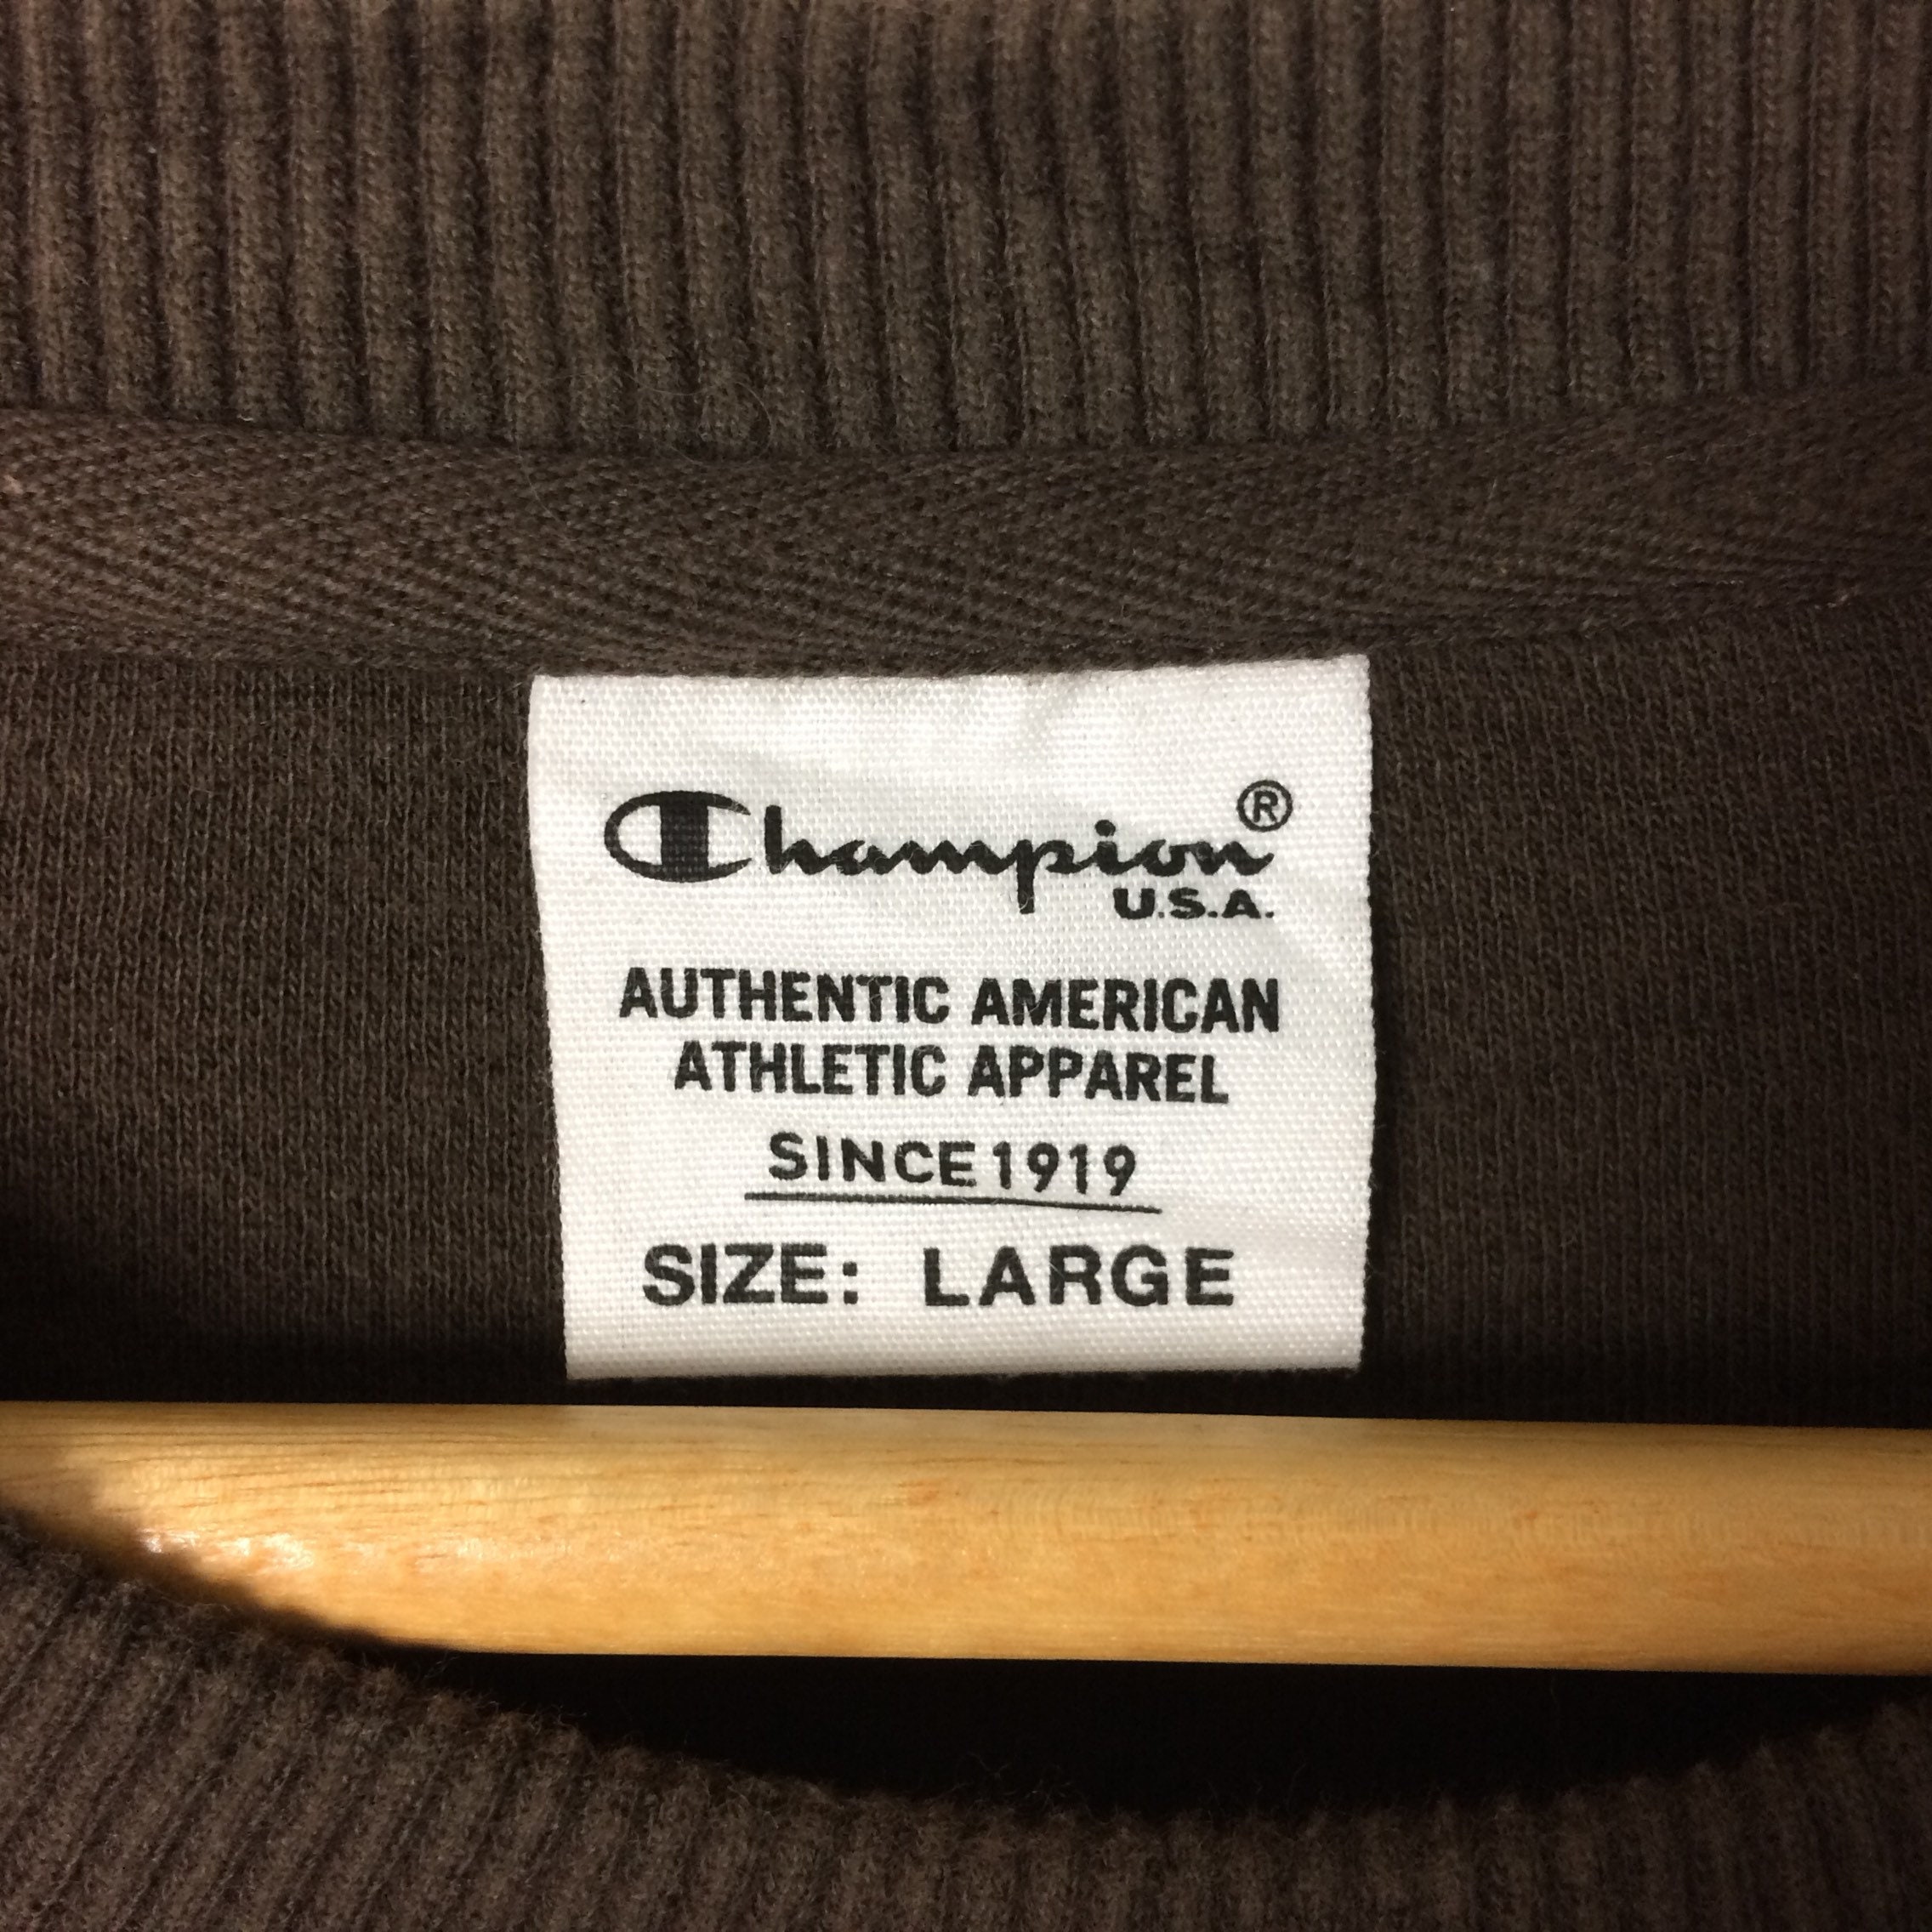 Champion®
U.S.A.
AUTHENTIC AMERICAN
ATHLETIC APPAREL
SINCE 1919
SIZE: LARGE